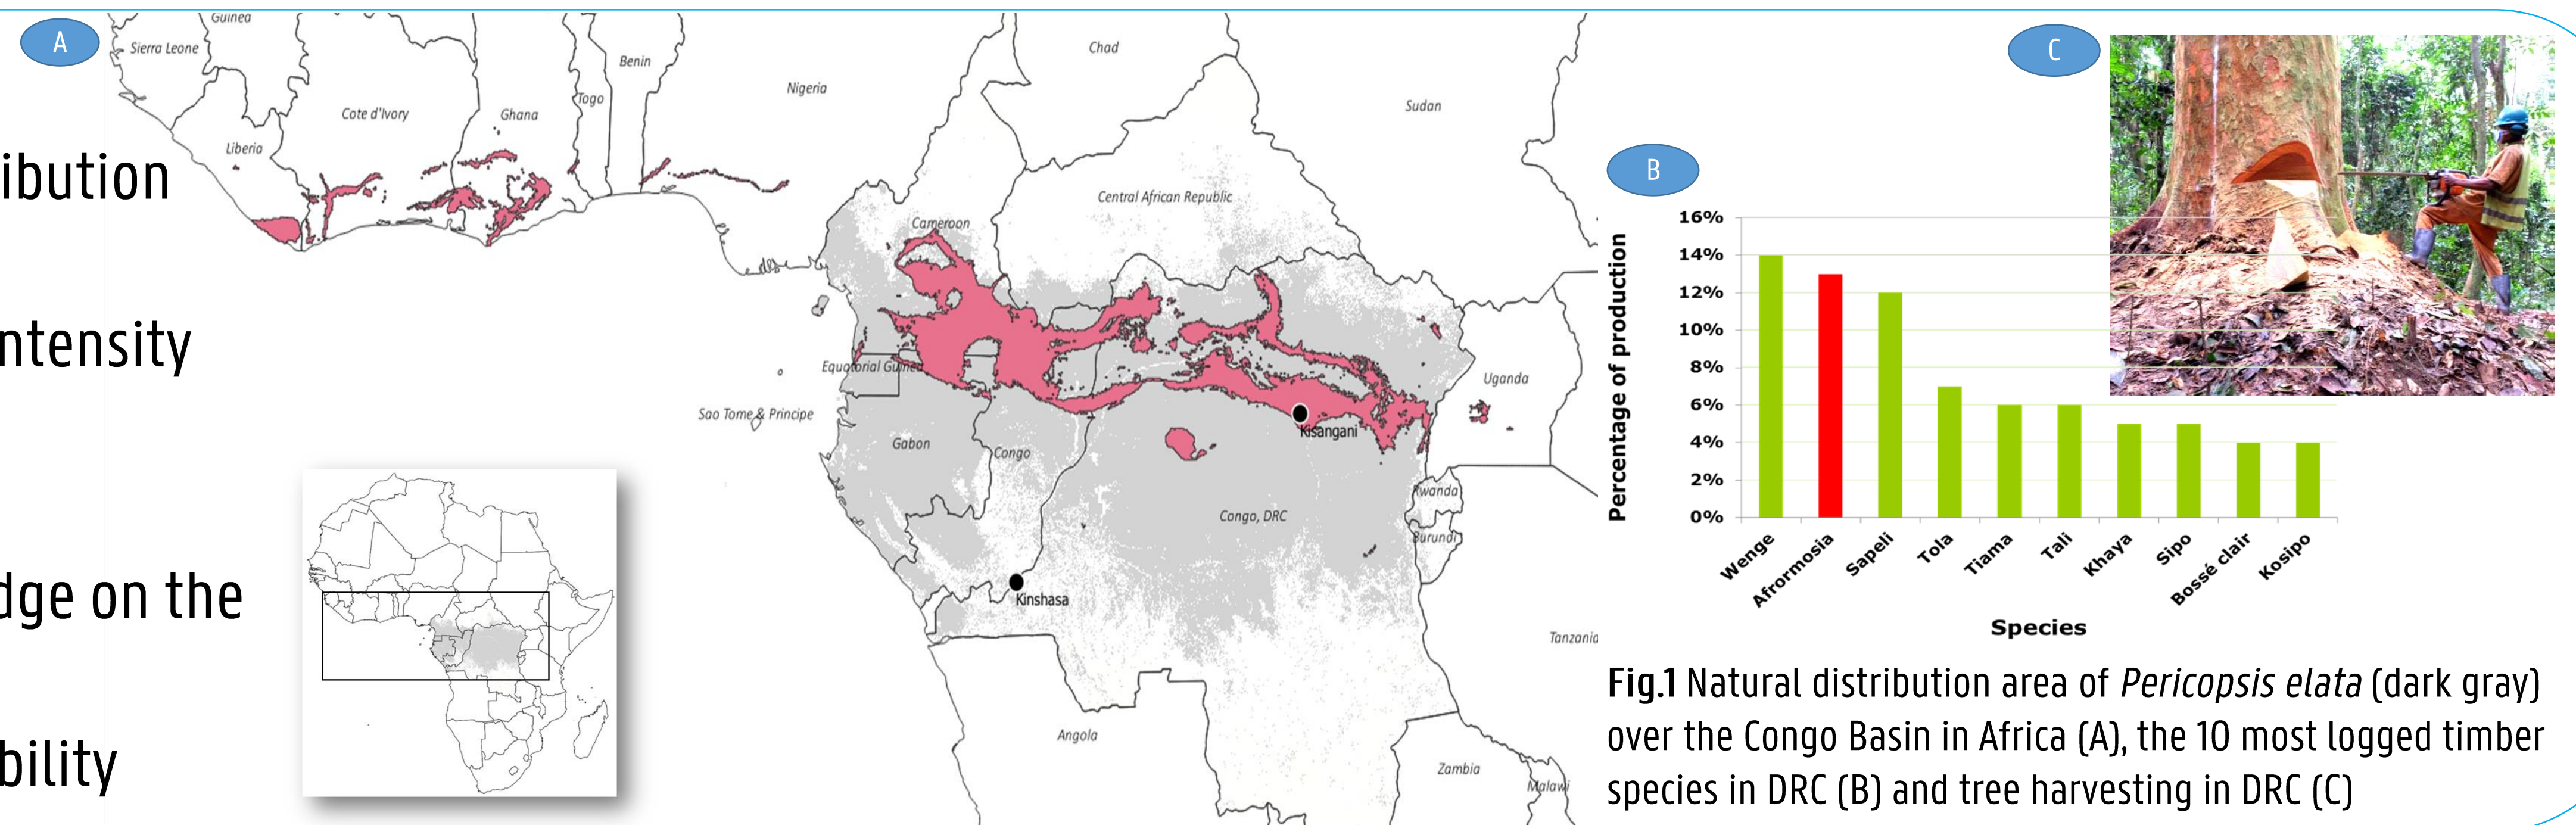 A
ibution
ntensity
dge on the
bility
Guinea
Sierra Leone
Liberia
Cote d'Ivory
Ghana
Togo
Benin
Nigeria
Chad
Sudan
Central African Republic
Cameroon
Equatorial Guinea
Sao Tome & Principe
Gabon
Congo
Congo, DRC
Kisangani
Kinshasa
Uganda
Rwanda
Burundi
Tanzania
Angola
Zambia
Malawi
B
Percentage of production
16%
14%
12%
10%
8%
6%
4%
2%
0%
Wenge
Afrormosia
Sapeli
Tola
Tiama
Tali
Khaya
Sipo
Bossé clair
Kosipo
Species
C
Fig.1 Natural distribution area of Pericopsis elata (dark gray)
over the Congo Basin in Africa (A), the 10 most logged timber
species in DRC (B) and tree harvesting in DRC (C)